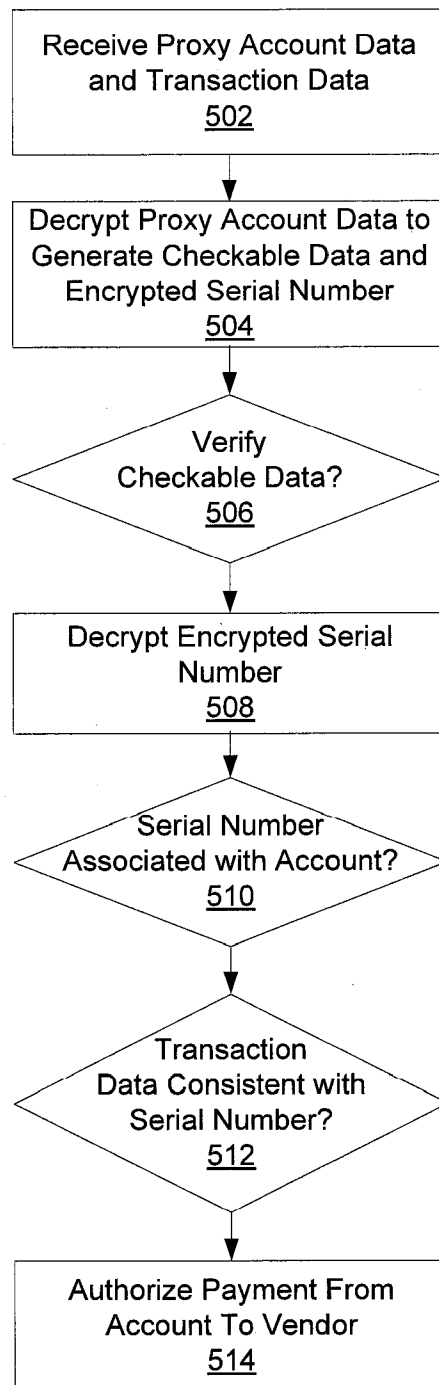 Receive Proxy Account Data
and Transaction Data
502
Decrypt Proxy Account Data to
Generate Checkable Data and
Encrypted Serial Number
504
Verify
Checkable Data?
506
Decrypt Encrypted Serial
Number
508
Serial Number
Associated with Account?
510
Transaction
Data Consistent with
Serial Number?
512
Authorize Payment From
Account To Vendor
514